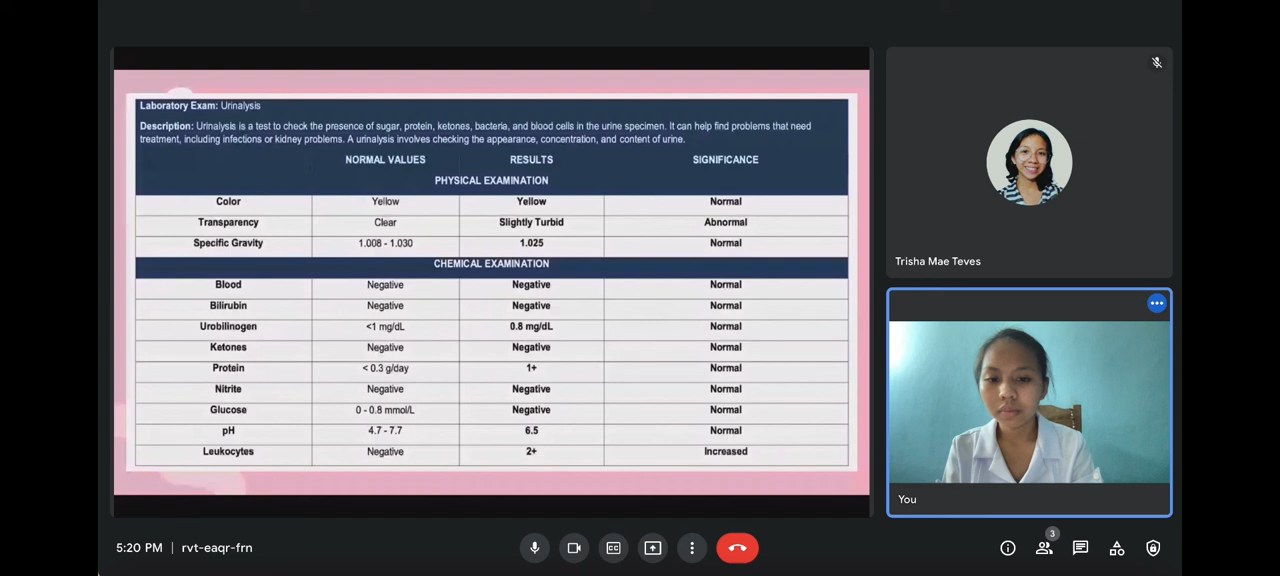 Laboratory Exam: Urinalysis
Description: Urinalysis is a test to check the presence of sugar, protein, ketones, bacteria, and blood cells in the urine specimen. It can help find problems that need
treatment, including infections or kidney problems. A urinalysis involves checking the appearance, concentration, and content of urine.
NORMAL VALUES RESULTS SIGNIFICANCE
PHYSICAL EXAMINATION
Color Yellow Yellow Normal
Transparency Clear Slightly Turbid Abnormal
Specific Gravity 1.008 - 1.030 1.025 Normal
CHEMICAL EXAMINATION
Blood Negative Negative Normal
Bilirubin Negative Negative Normal
Urobilinogen <1 mg/dL 0.8 mg/dL Normal
Ketones Negative Negative Normal
Protein < 0.3 g/day 1+ Normal
Nitrite Negative Negative Normal
Glucose 0 - 0.8 mmol/L Negative Normal
pH 4.7 - 7.7 6.5 Normal
Leukocytes Negative 2+ Increased
Trisha Mae Teves
You
5:20 PM | rvt-eaqr-frn
CC
3